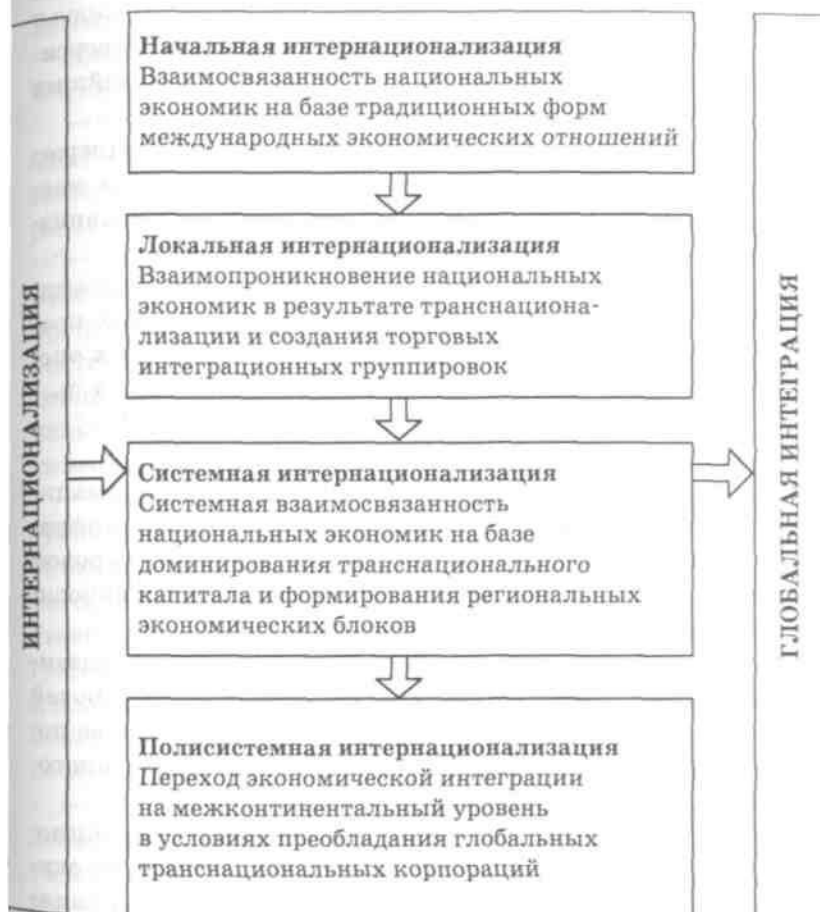 ИНТЕРНАЦИОНАЛИЗАЦИЯ
Начальная интернационализация
Взаимосвязанность национальных
экономик на базе традиционных форм
международных экономических отношений
Локальная интернационализация
Взаимопроникновение национальных
экономик в результате транснациона-
лизации и создания торговых
интеграционных группировок
Системная интернационализация
Системная взаимосвязанность
национальных экономик на базе
доминирования транснационального
капитала и формирования региональных
экономических блоков
Полисистемная интернационализация
Переход экономической интеграции
на межконтинентальный уровень
в условиях преобладания глобальных
транснациональных корпораций
ГЛОБАЛЬНАЯ ИНТЕГРАЦИЯ